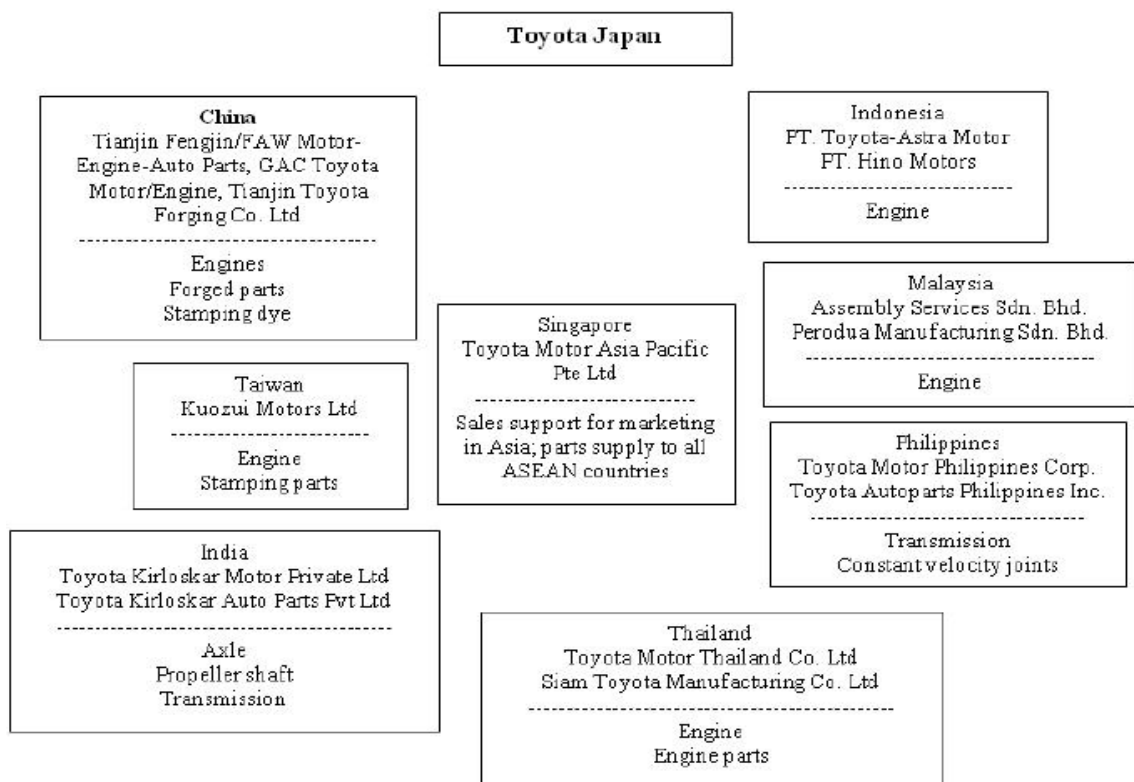 Toyota Japan
China
Tianjin Fengjin/FAW Motor-
Engine-Auto Parts, GAC Toyota
Motor/Engine, Tianjin Toyota
Forging Co. Ltd
-----------------------------------
Engines
Forged parts
Stamping dye
Indonesia
PT. Toyota-Astra Motor
PT. Hino Motors
---------------------------
Engine
Malaysia
Assembly Services Sdn. Bhd.
Perodua Manufacturing Sdn. Bhd.
----------------------------------
Engine
Singapore
Toyota Motor Asia Pacific
Pte Ltd
--------------------------
Sales support for marketing
in Asia; parts supply to all
ASEAN countries
Taiwan
Kuozui Motors Ltd
------------------------
Engine
Stamping parts
Philippines
Toyota Motor Philippines Corp.
Toyota Autoparts Philippines Inc.
---------------------------------
Transmission
Constant velocity joints
India
Toyota Kirloskar Motor Private Ltd
Toyota Kirloskar Auto Parts Pvt Ltd
----------------------------------------
Axle
Propeller shaft
Transmission
Thailand
Toyota Motor Thailand Co. Ltd
Siam Toyota Manufacturing Co. Ltd
-------------------------------------------
Engine
Engine parts